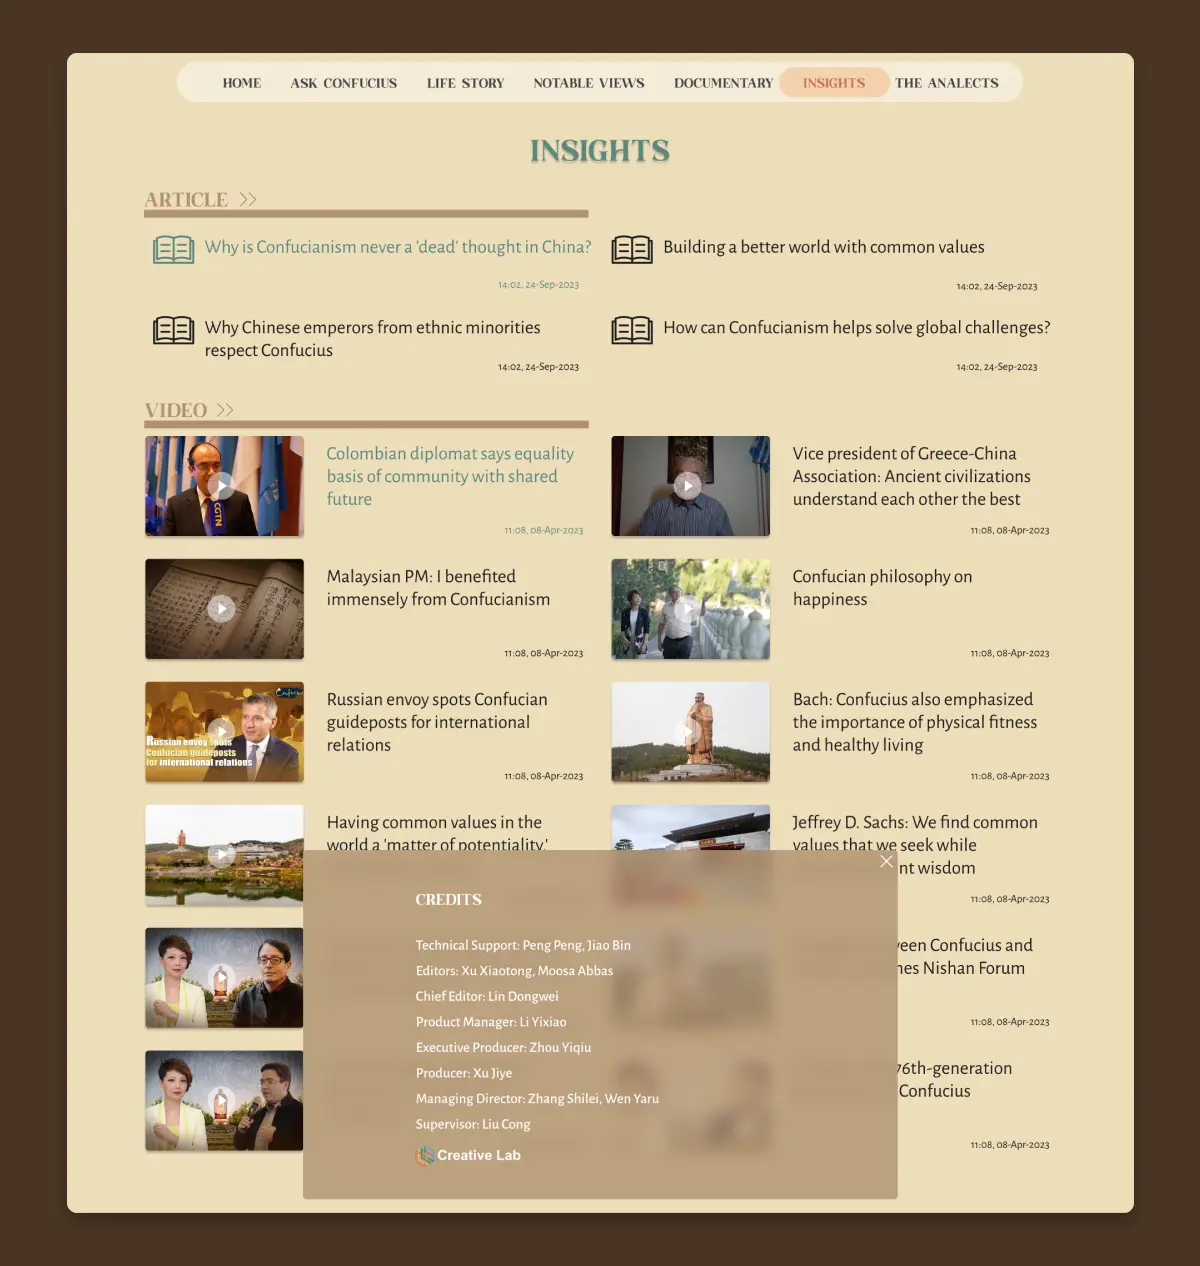 HOME ASK CONFUCIUS LIFE STORY NOTABLE VIEWS DOCUMENTARY INSIGHTS THE ANALECTS
INSIGHTS
ARTICLE
Why is Confucianism never a 'dead' thought in China?
14:02, 24-Sep-2023
Building a better world with common values
14:02, 24-Sep-2023
Why Chinese emperors from ethnic minorities
respect Confucius
14:02, 24-Sep-2023
How can Confucianism helps solve global challenges?
14:02, 24-Sep-2023
VIDEO
CGTN
Colombian diplomat says equality
basis of community with shared
future
11:08, 08-Apr-2023
Vice president of Greece-China
Association: Ancient civilizations
understand each other the best
11:08, 08-Apr-2023
Malaysian PM: I benefited
immensely from Confucianism
11:08, 08-Apr-2023
Confucian philosophy on
happiness
11:08, 08-Apr-2023
Russian envoy spots
Confucian guideposts
for international relations
Russian envoy spots Confucian
guideposts for international
relations
11:08, 08-Apr-2023
Bach: Confucius also emphasized
the importance of physical fitness
and healthy living
11:08, 08-Apr-2023
Having common values in the
world a 'matter of potentiality,'
Jeffrey D. Sachs: We find common
values that we seek while
wisdom
11:08, 08-Apr-2023
Confucius and
Nishan Forum
11:08, 08-Apr-2023
76th-generation
Confucius
11:08, 08-Apr-2023
CREDITS
Technical Support: Peng Peng, Jiao Bin
Editors: Xu Xiaotong, Moosa Abbas
Chief Editor: Lin Dongwei
Product Manager: Li Yixiao
Executive Producer: Zhou Yiqiu
Producer: Xu Jiye
Managing Director: Zhang Shilei, Wen Yaru
Supervisor: Liu Cong
Creative Lab